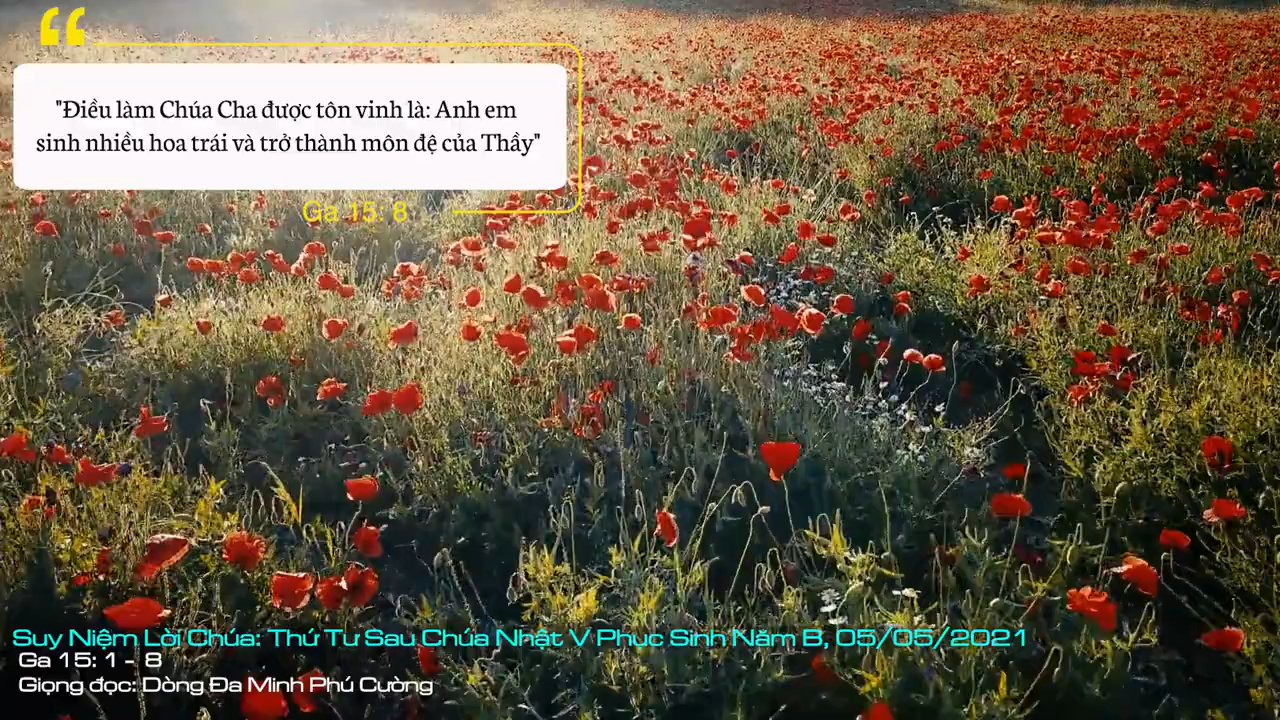 "Điều làm Chúa Cha được tôn vinh là: Anh em
sinh nhiều hoa trái và trở thành môn đệ của Thầy"
Ga 15: 8
Suy Niệm Lời Chúa: Thứ Tư Sau Chúa Nhật V Phục Sinh Năm B, 05/05/2021
Ga 15: 1 - 8
Giọng đọc: Dòng Đa Minh Phú Cường